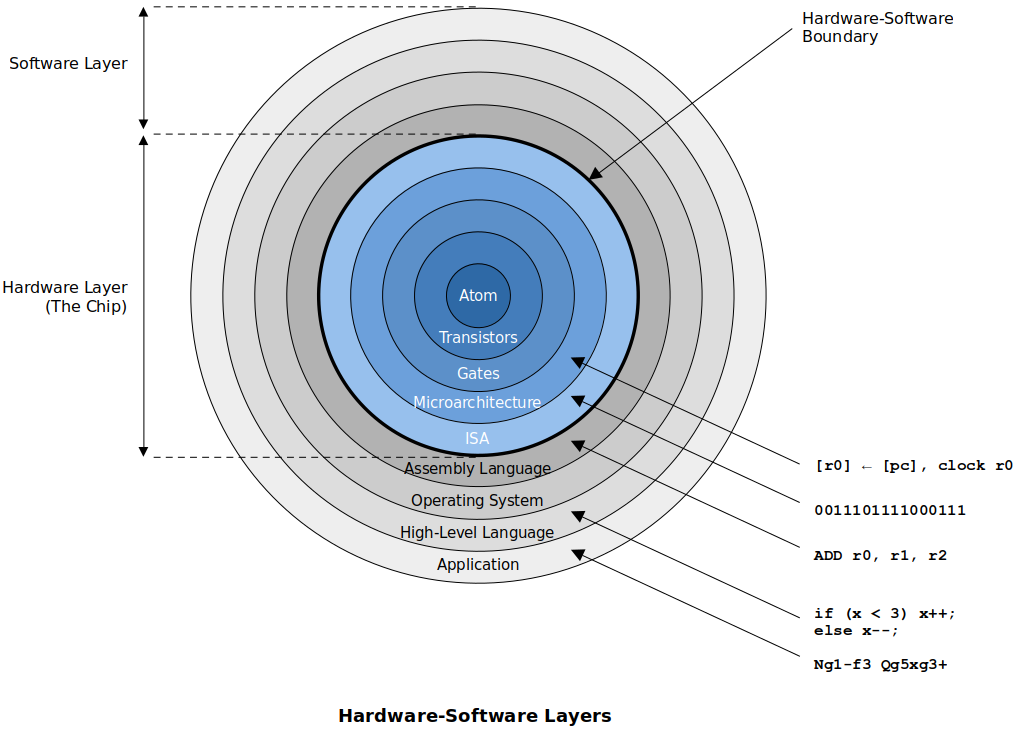 Hardware-Software
Boundary
Software Layer
Hardware Layer
(The Chip)
Atom
Transistors
Gates
Microarchitecture
ISA
Assembly Language
Operating System
High-Level Language
Application
[r0] ← [pc], clock r0
0011101111000111
ADD r0, r1, r2
if (x < 3) x++;
else x--;
Ng1-f3 Qg5xg3+
Hardware-Software Layers